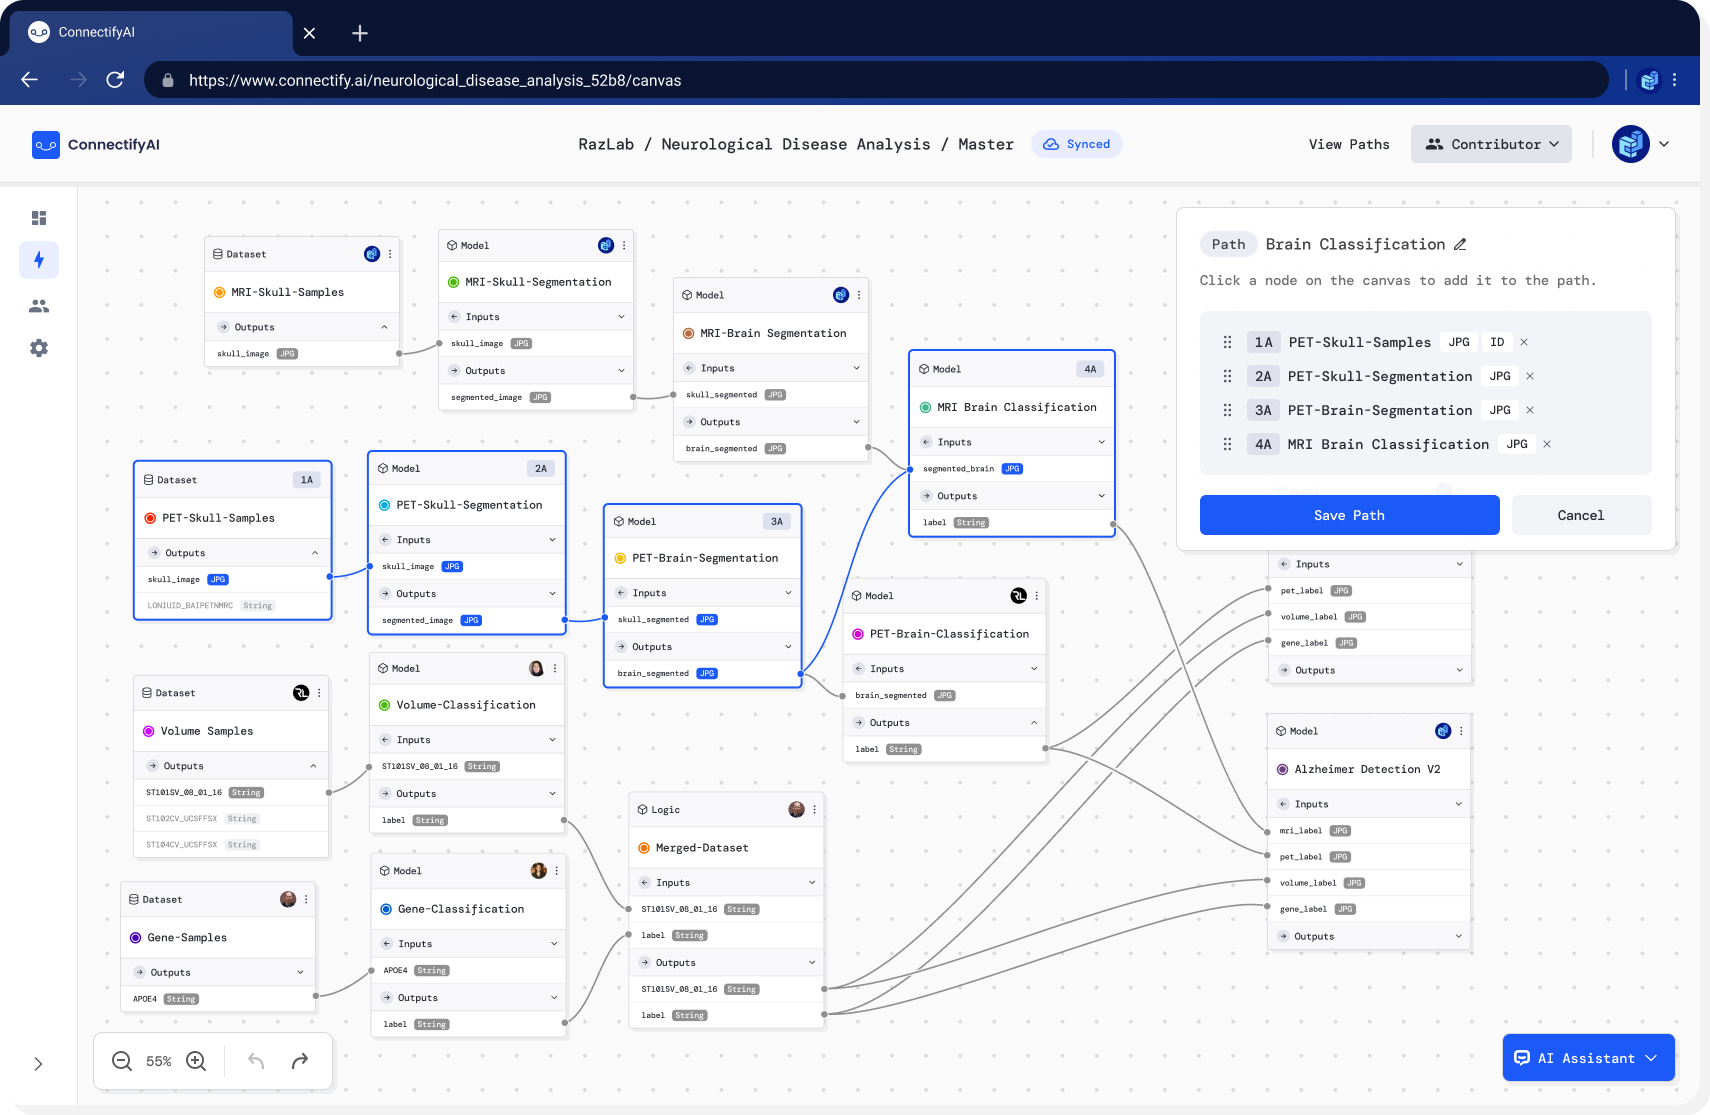 ConnectifyAI
https://www.connectify.ai/neurological_disease_analysis_52b8/canvas
ConnectifyAI
RazLab / Neurological Disease Analysis / Master
Synced
View Paths
Contributor
Dataset
MRI-Skull-Samples
Outputs
skull_image JPG
Model
MRI-Skull-Segmentation
Inputs
skull_image JPG
Outputs
segmented_image JPG
Model
MRI-Brain Segmentation
Inputs
skull_segmented JPG
Outputs
brain_segmented JPG
Model 4A
MRI Brain Classification
Inputs
segmented_brain JPG
Outputs
label String
Path Brain Classification
Click a node on the canvas to add it to the path.
1A PET-Skull-Samples JPG ID
2A PET-Skull-Segmentation JPG
3A PET-Brain-Segmentation JPG
4A MRI Brain Classification JPG
Save Path
Cancel
Dataset 1A
PET-Skull-Samples
Outputs
skull_image JPG
LONIUID_BAIPETNMRC String
Model 2A
PET-Skull-Segmentation
Inputs
skull_image JPG
Outputs
segmented_image JPG
Model 3A
PET-Brain-Segmentation
Inputs
skull_segmented JPG
Outputs
brain_segmented JPG
Model RL
PET-Brain-Classification
Inputs
brain_segmented JPG
Outputs
label String
Inputs
pet_label JPG
volume_label JPG
gene_label JPG
Outputs
Dataset RL
Volume Samples
Outputs
ST101SV_08_01_16 String
ST102CV_UCSFFSX String
ST104CV_UCSFFSX String
Model
Volume-Classification
Inputs
ST101SV_08_01_16 String
Outputs
label String
Model
Alzheimer Detection V2
Inputs
mri_label JPG
pet_label JPG
volume_label JPG
gene_label JPG
Outputs
Logic
Merged-Dataset
Inputs
ST101SV_08_01_16 String
label String
Outputs
ST101SV_08_01_16 String
label String
Dataset
Gene-Samples
Outputs
APOE4 String
Model
Gene-Classification
Inputs
APOE4 String
Outputs
label String
55%
AI Assistant